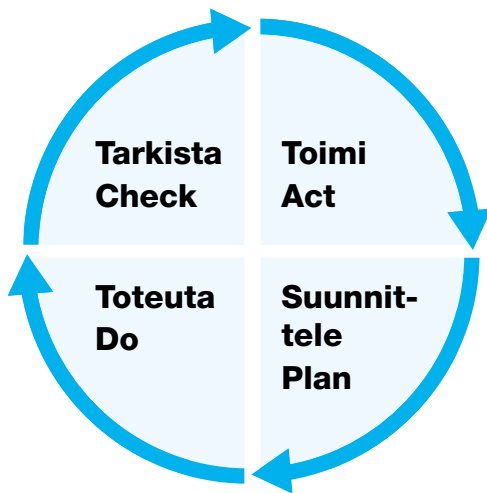 Tarkista
Check
Toimi
Act
Toteuta
Do
Suunnit-
tele
Plan